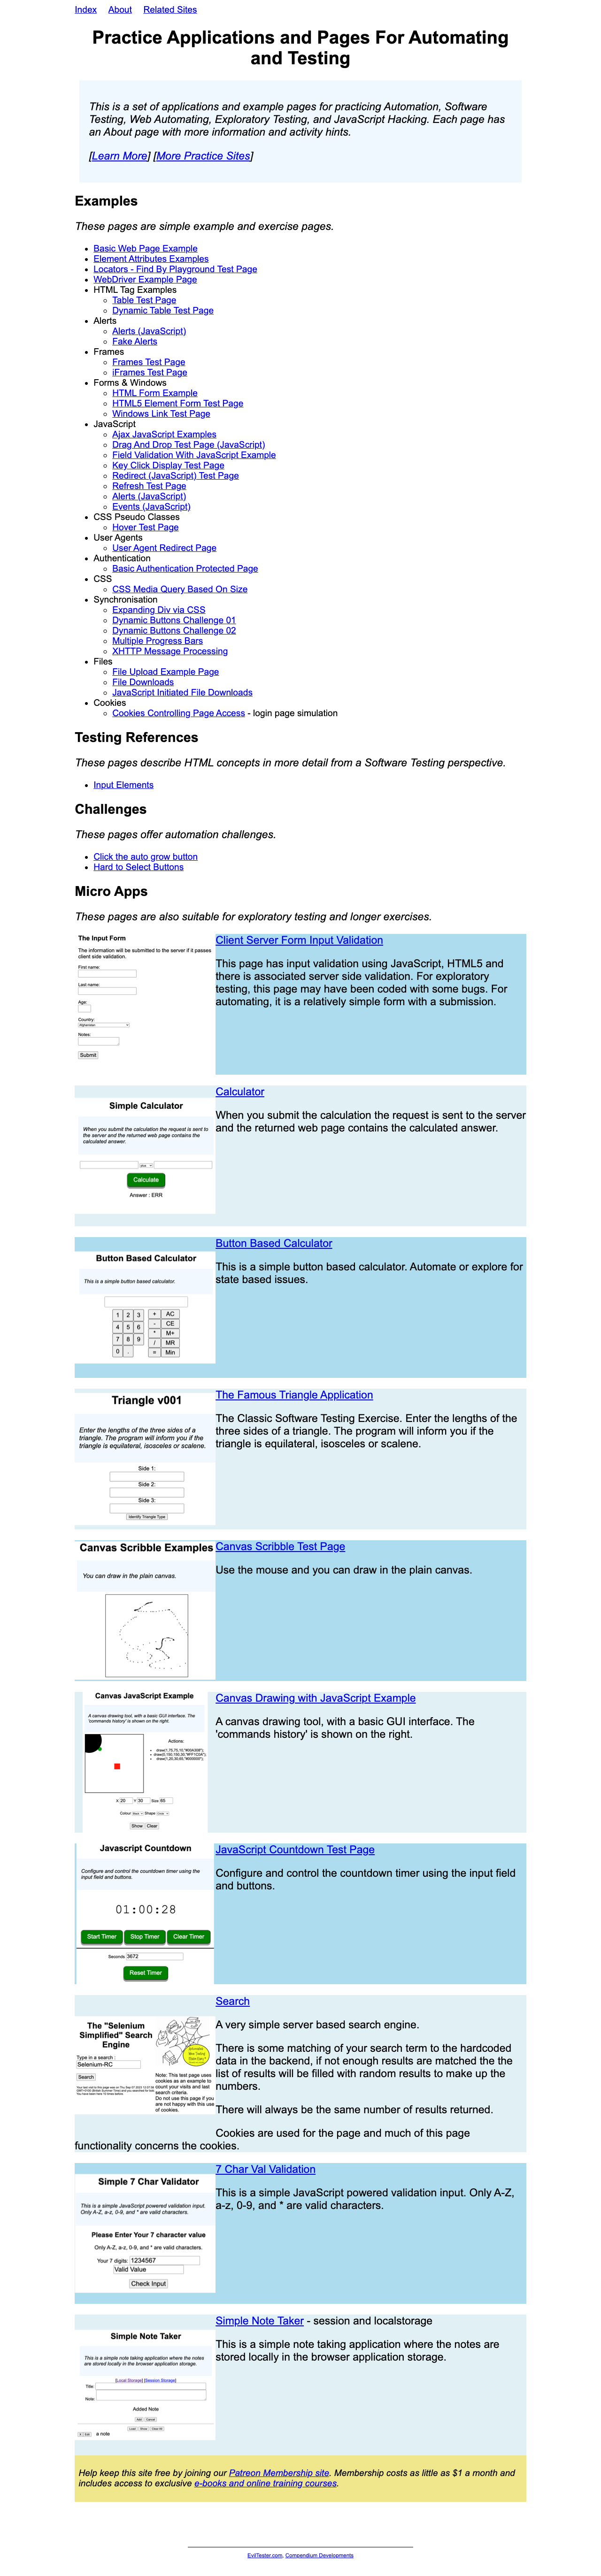 Index About Related Sites
Practice Applications and Pages For Automating
and Testing
This is a set of applications and example pages for practicing Automation, Software
Testing, Web Automating, Exploratory Testing, and JavaScript Hacking. Each page has
an About page with more information and activity hints.
[Learn More] [More Practice Sites]
Examples
These pages are simple example and exercise pages.
Basic Web Page Example
Element Attributes Examples
Locators - Find By Playground Test Page
WebDriver Example Page
HTML Tag Examples
Table Test Page
Dynamic Table Test Page
Alerts
Alerts (JavaScript)
Fake Alerts
Frames
Frames Test Page
iFrames Test Page
Forms & Windows
HTML Form Example
HTML5 Element Form Test Page
Windows Link Test Page
JavaScript
Ajax JavaScript Examples
Drag And Drop Test Page (JavaScript)
Field Validation With JavaScript Example
Key Click Display Test Page
Redirect (JavaScript) Test Page
Refresh Test Page
Alerts (JavaScript)
Events (JavaScript)
CSS Pseudo Classes
Hover Test Page
User Agents
User Agent Redirect Page
Authentication
Basic Authentication Protected Page
CSS
CSS Media Query Based On Size
Synchronisation
Expanding Div via CSS
Dynamic Buttons Challenge 01
Dynamic Buttons Challenge 02
Multiple Progress Bars
XHTTP Message Processing
Files
File Upload Example Page
File Downloads
JavaScript Initiated File Downloads
Cookies
Cookies Controlling Page Access - login page simulation
Testing References
These pages describe HTML concepts in more detail from a Software Testing perspective.
Input Elements
Challenges
These pages offer automation challenges.
Click the auto grow button
Hard to Select Buttons
Micro Apps
These pages are also suitable for exploratory testing and longer exercises.
The Input Form
The information will be submitted to the server if it passes
client side validation.
First name:
Last name:
Age:
Country:
Afghanistan
Notes:
Submit
Client Server Form Input Validation
This page has input validation using JavaScript, HTML5 and
there is associated server side validation. For exploratory
testing, this page may have been coded with some bugs. For
automating, it is a relatively simple form with a submission.
Simple Calculator
When you submit the calculation the request is sent to
the server and the returned web page contains the
calculated answer.
plus
Calculate
Answer : ERR
Calculator
When you submit the calculation the request is sent to the server
and the returned web page contains the calculated answer.
Button Based Calculator
This is a simple button based calculator.
1 2 3 + AC
4 5 6 - CE
7 8 9 * M+
/ MR
0 . = Min
Button Based Calculator
This is a simple button based calculator. Automate or explore for
state based issues.
Triangle v001
Enter the lengths of the three sides of a
triangle. The program will inform you if the
triangle is equilateral, isosceles or scalene.
Side 1:
Side 2:
Side 3:
Identify Triangle Type
The Famous Triangle Application
The Classic Software Testing Exercise. Enter the lengths of the
three sides of a triangle. The program will inform you if the
triangle is equilateral, isosceles or scalene.
Canvas Scribble Examples
You can draw in the plain canvas.
Canvas Scribble Test Page
Use the mouse and you can draw in the plain canvas.
Canvas JavaScript Example
A canvas drawing tool, with a basic GUI interface. The
'commands history' is shown on the right.
Actions:
X: 20 Y: 30 Size: 65
Colour Black Shape Circle
Show Clear
Canvas Drawing with JavaScript Example
A canvas drawing tool, with a basic GUI interface. The
'commands history' is shown on the right.
Javascript Countdown
Configure and control the countdown timer using the
input field and buttons.
01:00:28
Start Timer Stop Timer Clear Timer
Seconds: 3672
Reset Timer
JavaScript Countdown Test Page
Configure and control the countdown timer using the input field
and buttons.
The "Selenium
Simplified" Search
Engine
Type in a search :
Selenium-RC
Search
Note: This test page uses
cookies as an example to
count your visits and last
search criteria.
Do not use this page if you
are not happy with this use
of cookies.
Search
A very simple server based search engine.
There is some matching of your search term to the hardcoded
data in the backend, if not enough results are matched the the
list of results will be filled with random results to make up the
numbers.
There will always be the same number of results returned.
Cookies are used for the page and much of this page
functionality concerns the cookies.
Simple 7 Char Validator
This is a simple JavaScript powered validation input.
Only A-Z, a-z, 0-9, and * are valid characters.
Please Enter Your 7 character value
Only A-Z, a-z, 0-9, and * are valid characters.
Your 7 digits: 1234567
Valid Value
Check Input
7 Char Val Validation
This is a simple JavaScript powered validation input. Only A-Z,
a-z, 0-9, and * are valid characters.
Simple Note Taker
This is a simple note taking application where the notes
are stored locally in the browser application storage.
[Local Storage] [Session Storage]
Title:
Note:
Added Note
Add Cancel
Load Show Clear All
x Edit a note
Simple Note Taker - session and localstorage
This is a simple note taking application where the notes are
stored locally in the browser application storage.
Help keep this site free by joining our Patreon Membership site. Membership costs as little as $1 a month and
includes access to exclusive e-books and online training courses.
EvilTester.com, Compendium Developments